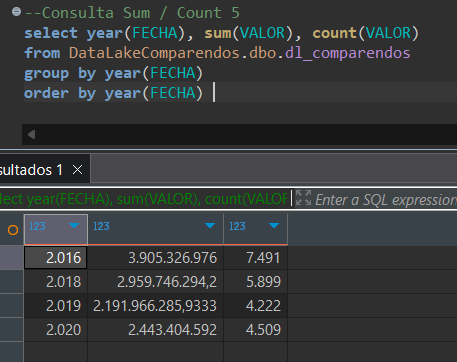 --Consulta Sum / Count 5
select year(FECHA), sum(VALOR), count(VALOR)
from DataLakeComparendos.dbo.dl_comparendos
group by year(FECHA)
order by year(FECHA)
sultados 1 ×
lect year(FECHA), sum(VALOR), count(VALOR Enter a SQL expression
123 123 123
2.016 3.905.326.976 7.491
2.018 2.959.746.294,2 5.899
2.019 2.191.966.285,9333 4.222
2.020 2.443.404.592 4.509